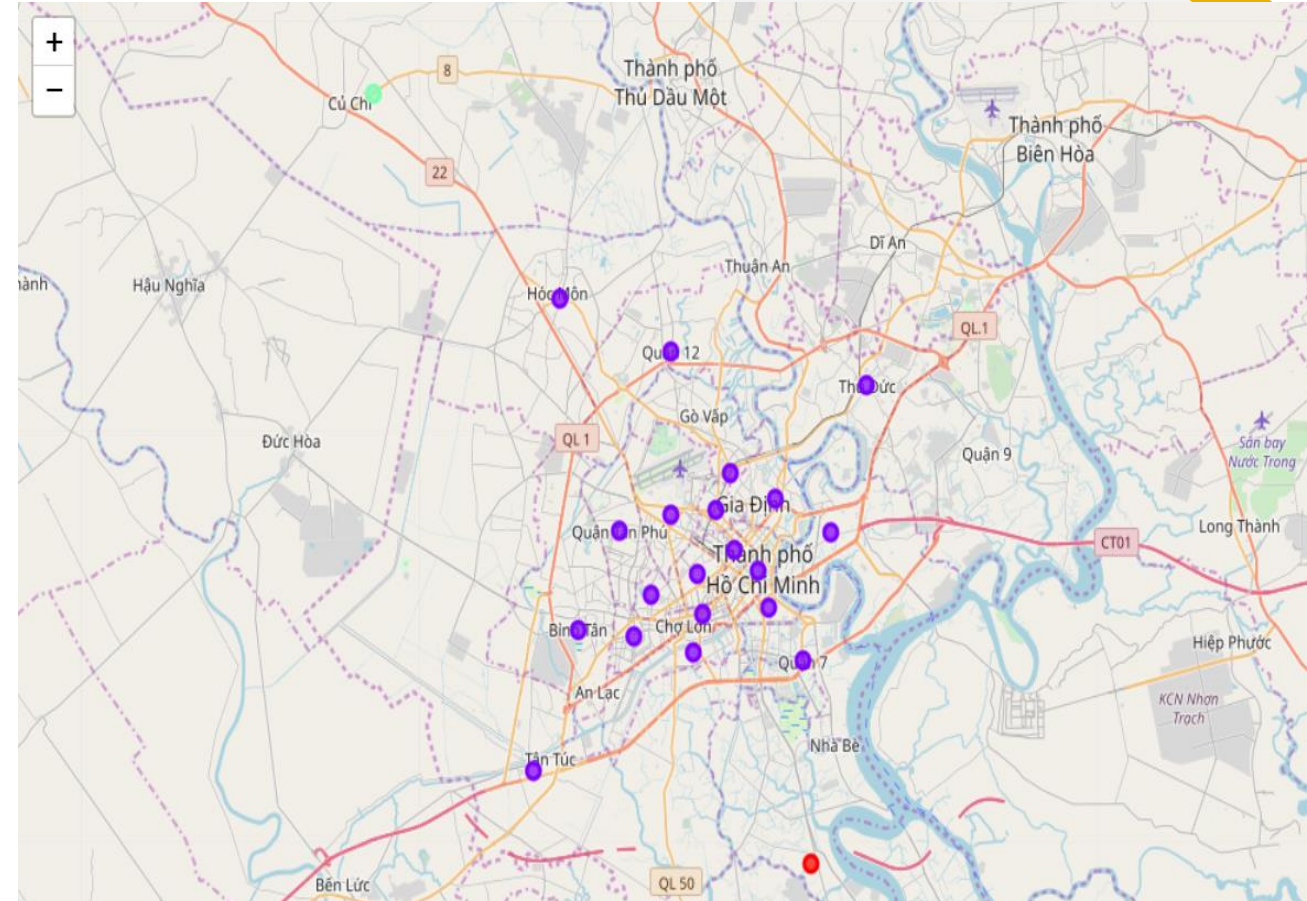 +
−
8
Thành phố
Thủ Dầu Một
Củ Chi
Thành phố
Biên Hòa
22
Dĩ An
Thuận An
ành
Hậu Nghĩa
Hóc Môn
QL.1
Quận 12
Thủ Đức
Gò Vấp
QL 1
Đức Hòa
Quận 9
Sân bay
Nước Trong
Gia Định
Long Thành
Quận Tân Phú
CT01
Thành phố
Hồ Chí Minh
Bình Tân
Chợ Lớn
Hiệp Phước
Quận 7
An Lạc
KCN Nhơn
Trạch
Nhà Bè
Tân Túc
QL 50
Bến Lức